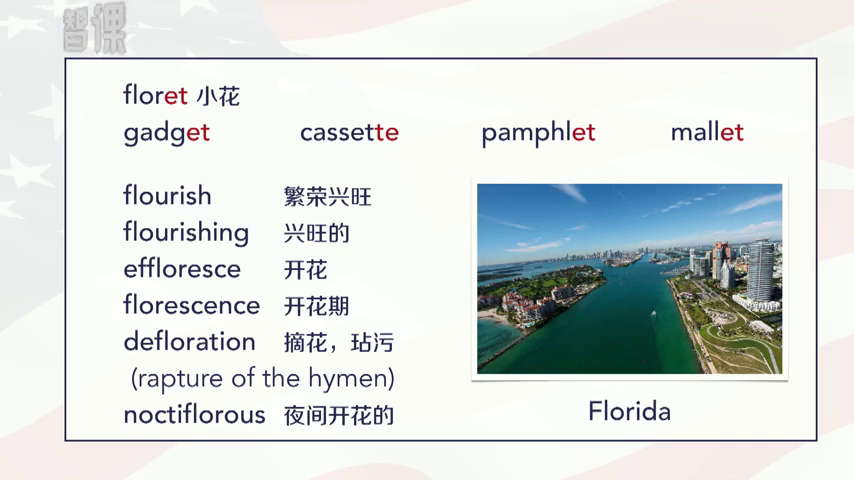 智课
floret 小花
gadget cassette pamphlet mallet
flourish 繁荣兴旺
flourishing 兴旺的
effloresce 开花
florescence 开花期
defloration 摘花，玷污
(rapture of the hymen)
noctiflorous 夜间开花的
Florida